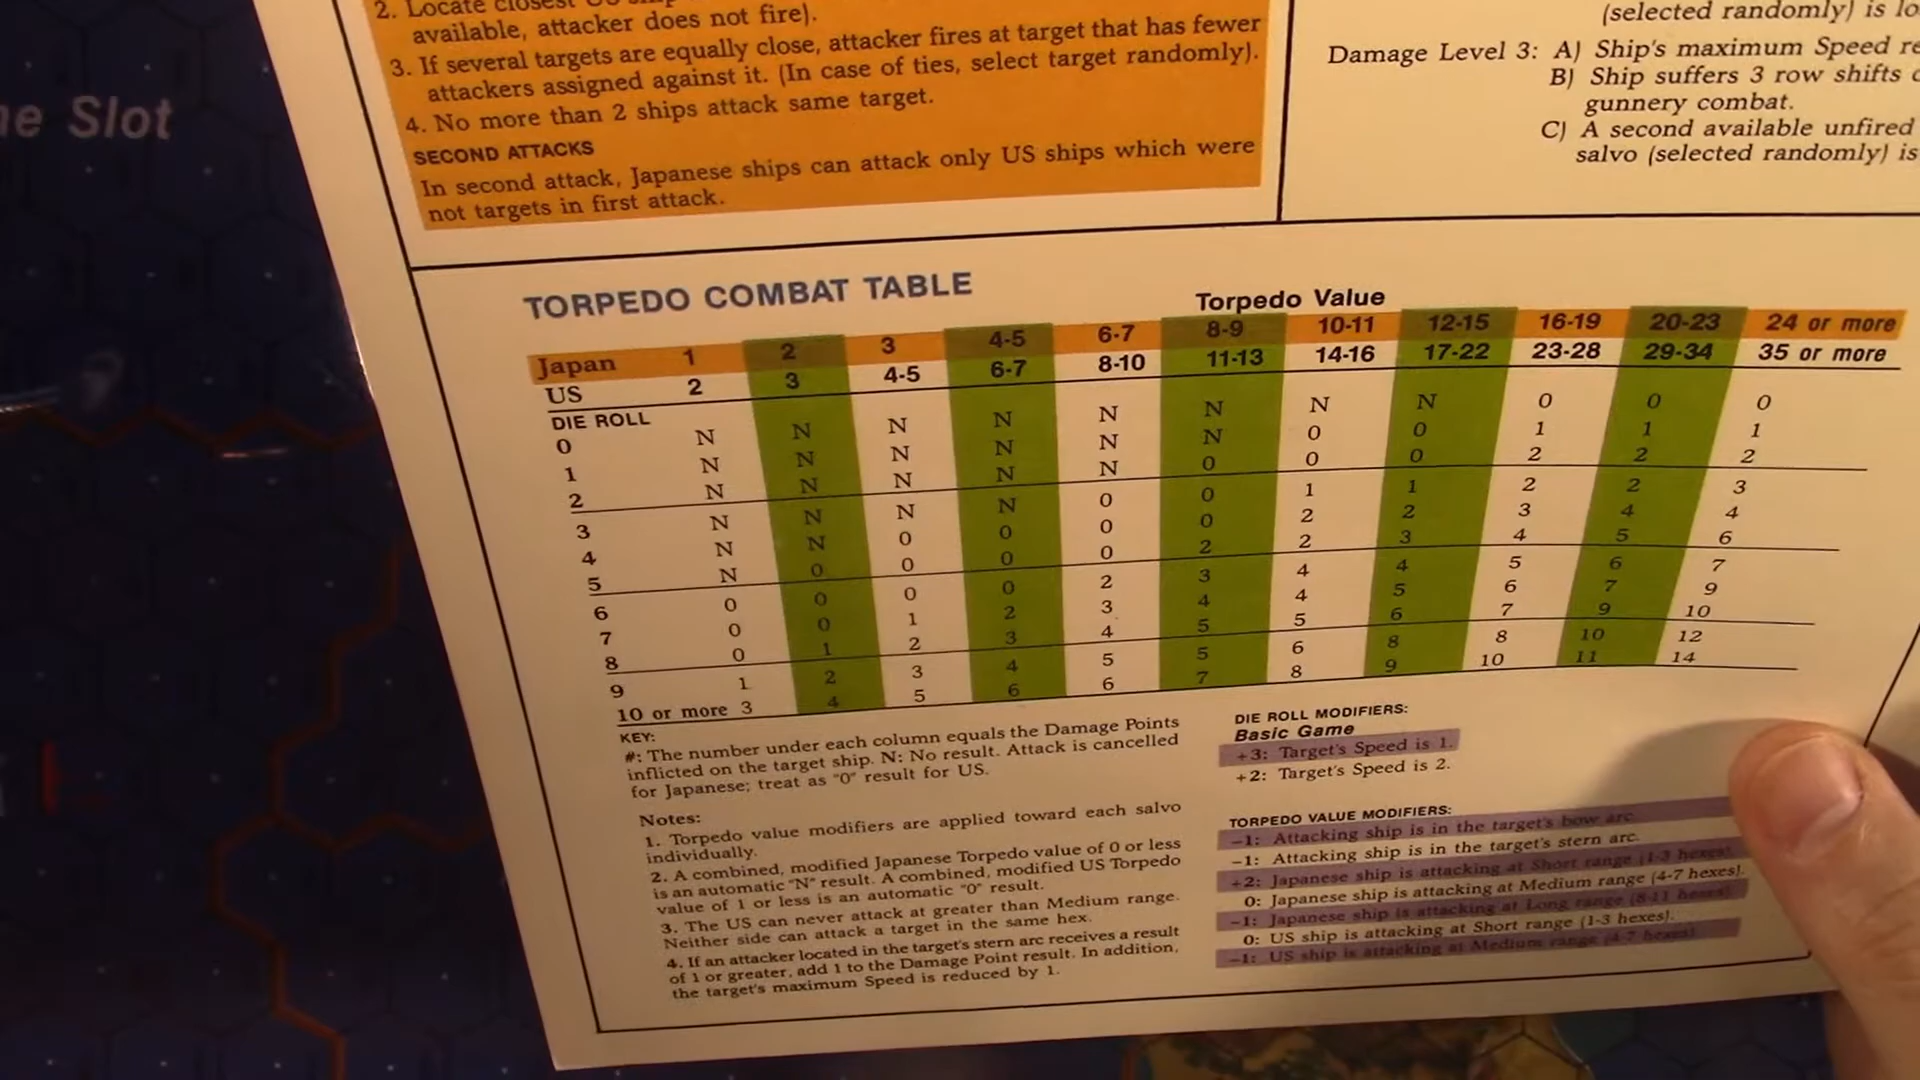 ne Slot
2. Locate closest US ship
available, attacker does not fire).
3. If several targets are equally close, attacker fires at target that has fewer
attackers assigned against it. (In case of ties, select target randomly).
4. No more than 2 ships attack same target.
SECOND ATTACKS
In second attack, Japanese ships can attack only US ships which were
not targets in first attack.
(selected randomly) is lo
Damage Level 3: A) Ship's maximum Speed re
B) Ship suffers 3 row shifts
gunnery combat.
C) A second available unfired
salvo (selected randomly) is
TORPEDO COMBAT TABLE
Torpedo Value
Japan 1 2 3 4-5 6-7 8-9 10-11 12-15 16-19 20-23 24 or more
US 2 3 4-5 6-7 8-10 11-13 14-16 17-22 23-28 29-34 35 or more
DIE ROLL
0 N N N N N N N N 0 0 0
1 N N N N N N 0 0 1 1 1
2 N N N N N 0 0 0 2 2 2
3 N N N N 0 0 1 1 2 2 3
4 N N 0 0 0 0 2 2 3 4 4
5 N 0 0 0 0 2 2 3 4 5 6
6 0 0 0 0 2 3 4 4 5 6 7
7 0 0 1 2 3 4 4 5 6 7 9
8 0 1 2 3 4 5 5 6 7 9 10
9 1 2 3 4 5 5 6 8 8 10 12
10 or more 3 4 5 6 6 7 8 9 10 11 14
KEY:
#: The number under each column equals the Damage Points
inflicted on the target ship. N: No result. Attack is cancelled
for Japanese; treat as "0" result for US.
Notes:
1. Torpedo value modifiers are applied toward each salvo
individually.
2. A combined, modified Japanese Torpedo value of 0 or less
is an automatic "N" result. A combined, modified US Torpedo
value of 1 or less is an automatic "0" result.
3. The US can never attack at greater than Medium range.
Neither side can attack a target in the same hex.
4. If an attacker located in the target's stern arc receives a result
of 1 or greater, add 1 to the Damage Point result. In addition,
the target's maximum Speed is reduced by 1.
DIE ROLL MODIFIERS:
Basic Game
+3: Target's Speed is 1.
+2: Target's Speed is 2.
TORPEDO VALUE MODIFIERS:
-1: Attacking ship is in the target's bow arc.
-1: Attacking ship is in the target's stern arc.
+2: Japanese ship is attacking at Short range (1-3 hexes).
0: Japanese ship is attacking at Medium range (4-7 hexes).
-1: Japanese ship is attacking at Long range (8-11 hexes).
0: US ship is attacking at Short range (1-3 hexes).
-1: US ship is attacking at Medium range (4-7 hexes).